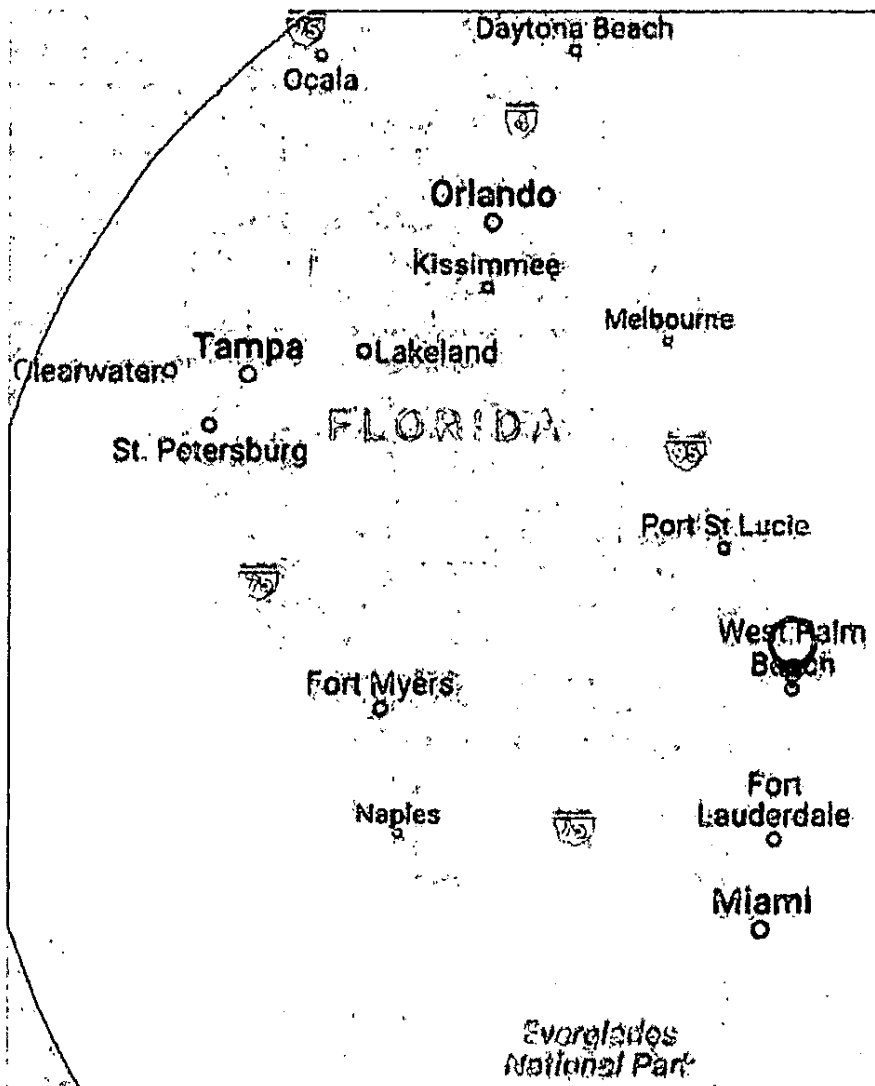 75
Daytona Beach
Ocala
4
Orlando
Kissimmee
Melbourne
Tampa
Lakeland
Clearwater
St. Petersburg
FLORIDA
95
Port St Lucie
75
West Palm
Beach
Fort Myers
Fort
Lauderdale
Naples
75
Miami
Everglades
National Park